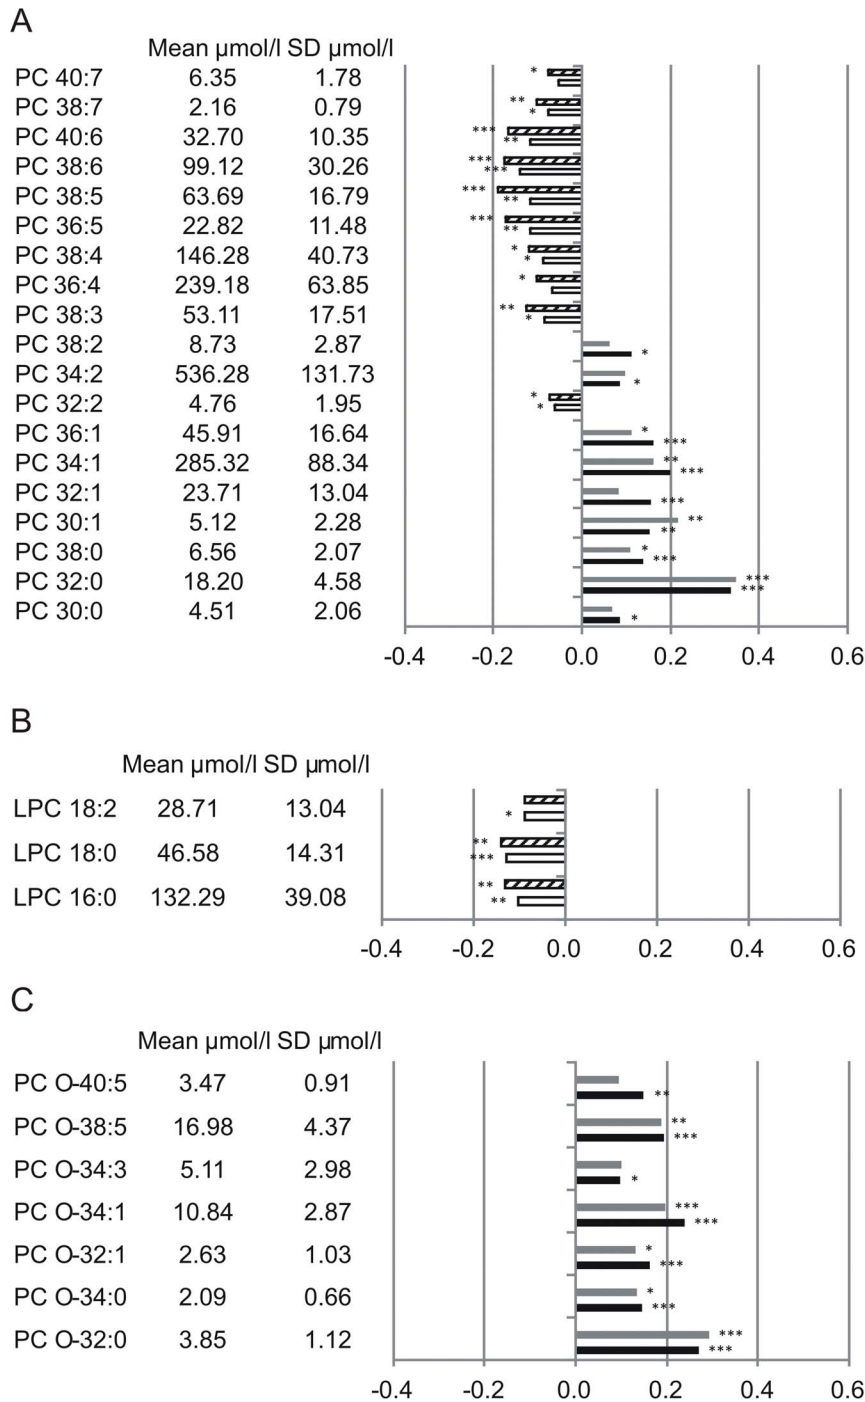 A
Mean µmol/l SD µmol/l
PC 40:7 6.35 1.78 *
PC 38:7 2.16 0.79 ** *
PC 40:6 32.70 10.35 *** **
PC 38:6 99.12 30.26 *** ***
PC 38:5 63.69 16.79 *** **
PC 36:5 22.82 11.48 *** **
PC 38:4 146.28 40.73 * *
PC 36:4 239.18 63.85 *
PC 38:3 53.11 17.51 ** *
PC 38:2 8.73 2.87 *
PC 34:2 536.28 131.73 *
PC 32:2 4.76 1.95 * *
PC 36:1 45.91 16.64 * ***
PC 34:1 285.32 88.34 ** ***
PC 32:1 23.71 13.04 ***
PC 30:1 5.12 2.28 ** **
PC 38:0 6.56 2.07 * ***
PC 32:0 18.20 4.58 *** ***
PC 30:0 4.51 2.06 *
-0.4 -0.2 0.0 0.2 0.4 0.6
B
Mean µmol/l SD µmol/l
LPC 18:2 28.71 13.04 *
LPC 18:0 46.58 14.31 ** ***
LPC 16:0 132.29 39.08 ** **
-0.4 -0.2 0.0 0.2 0.4 0.6
C
Mean µmol/l SD µmol/l
PC O-40:5 3.47 0.91 **
PC O-38:5 16.98 4.37 ** ***
PC O-34:3 5.11 2.98 *
PC O-34:1 10.84 2.87 *** ***
PC O-32:1 2.63 1.03 * ***
PC O-34:0 2.09 0.66 * ***
PC O-32:0 3.85 1.12 *** ***
-0.4 -0.2 0.0 0.2 0.4 0.6